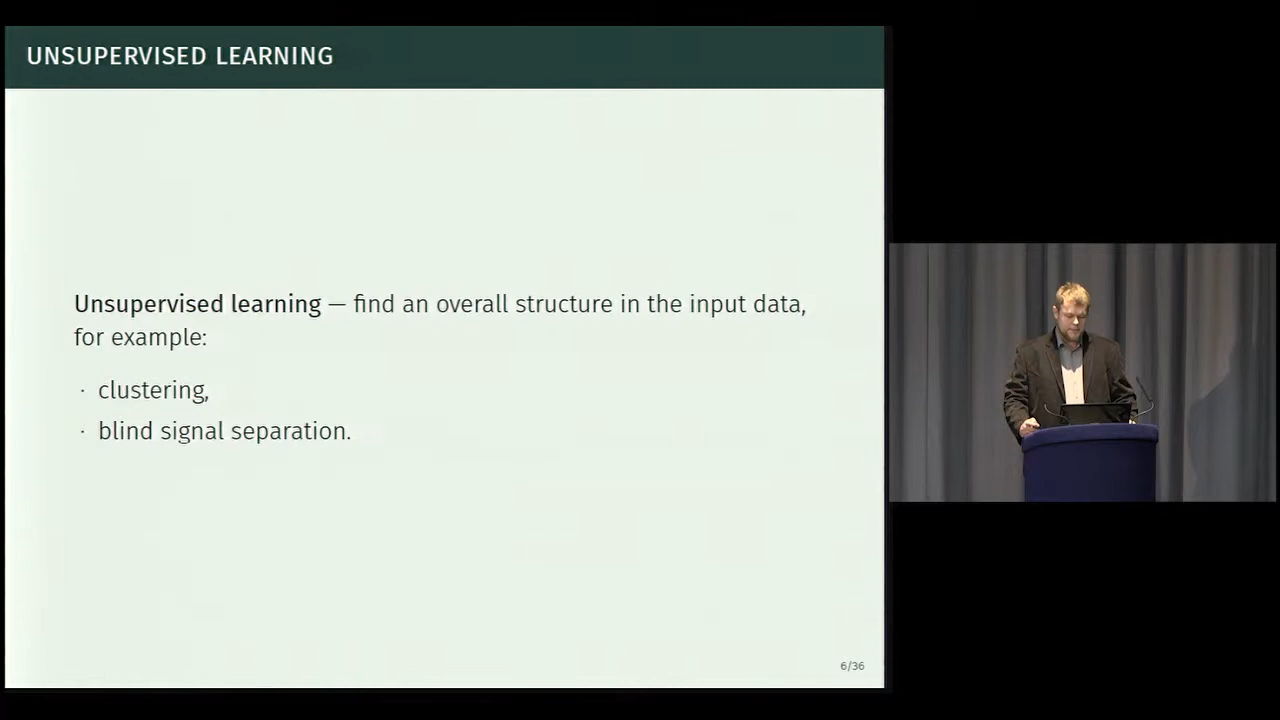 UNSUPERVISED LEARNING
Unsupervised learning — find an overall structure in the input data,
for example:
· clustering,
· blind signal separation.
6/36